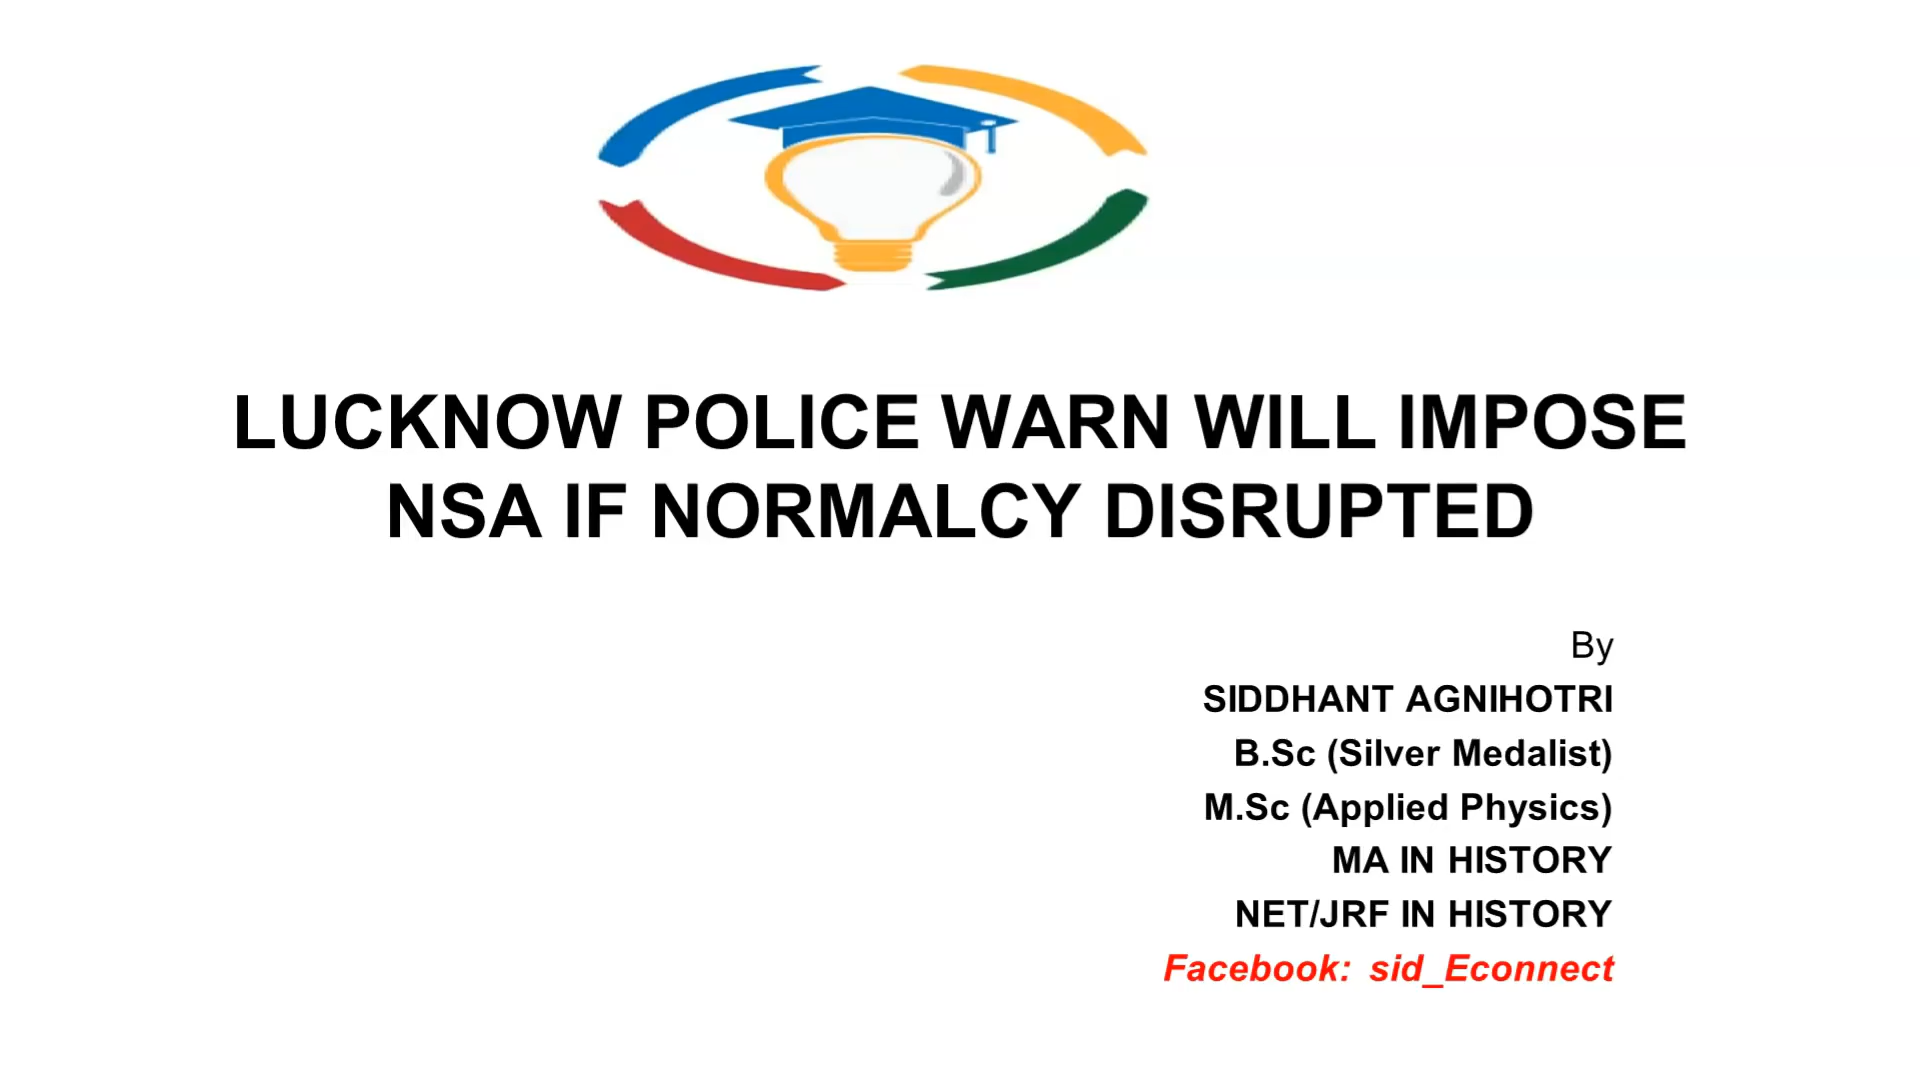 LUCKNOW POLICE WARN WILL IMPOSE
NSA IF NORMALCY DISRUPTED
By
SIDDHANT AGNIHOTRI
B.Sc (Silver Medalist)
M.Sc (Applied Physics)
MA IN HISTORY
NET/JRF IN HISTORY
Facebook: sid_Econnect